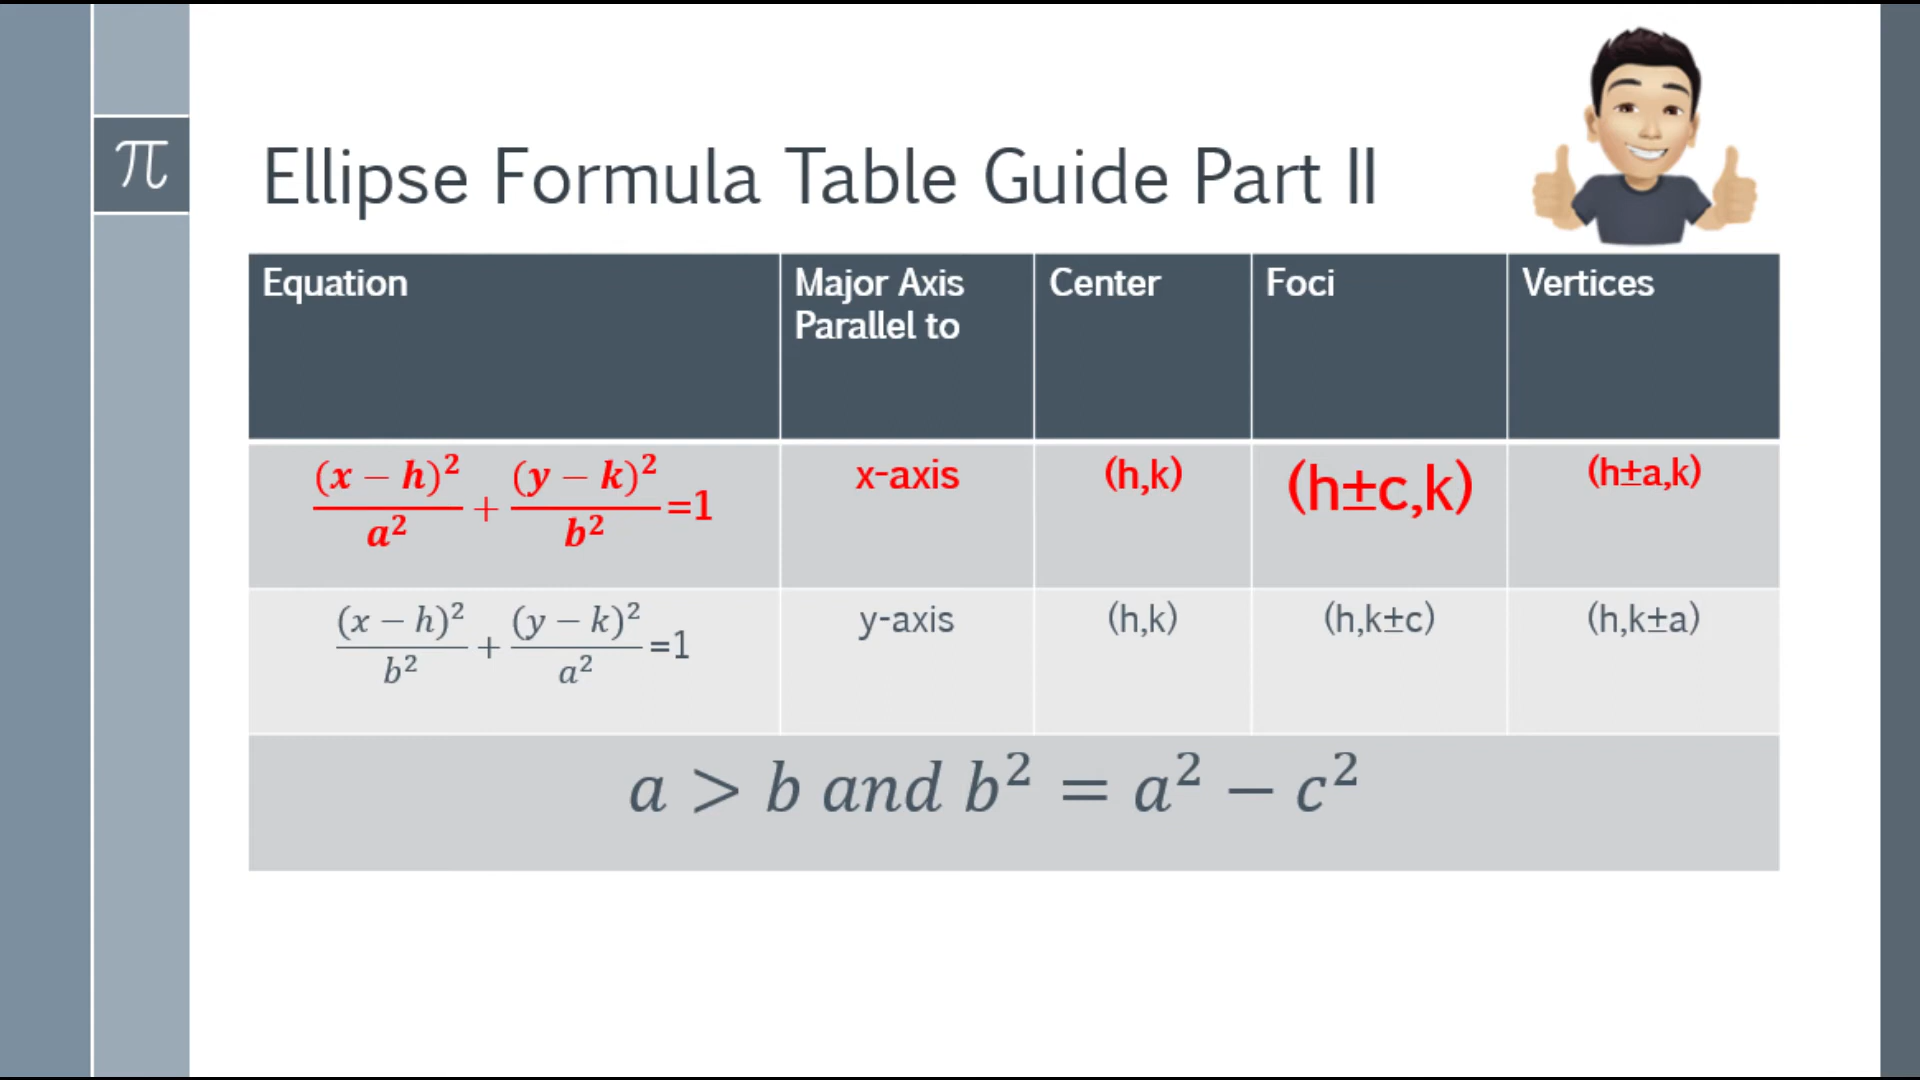 π
Ellipse Formula Table Guide Part II
Equation
Major Axis
Parallel to
Center
Foci
Vertices
(x − h)²/a² + (y − k)²/b² =1
x-axis
(h,k)
(h±c,k)
(h±a,k)
(x − h)²/b² + (y − k)²/a² =1
y-axis
(h,k)
(h,k±c)
(h,k±a)
a > b and b² = a² − c²